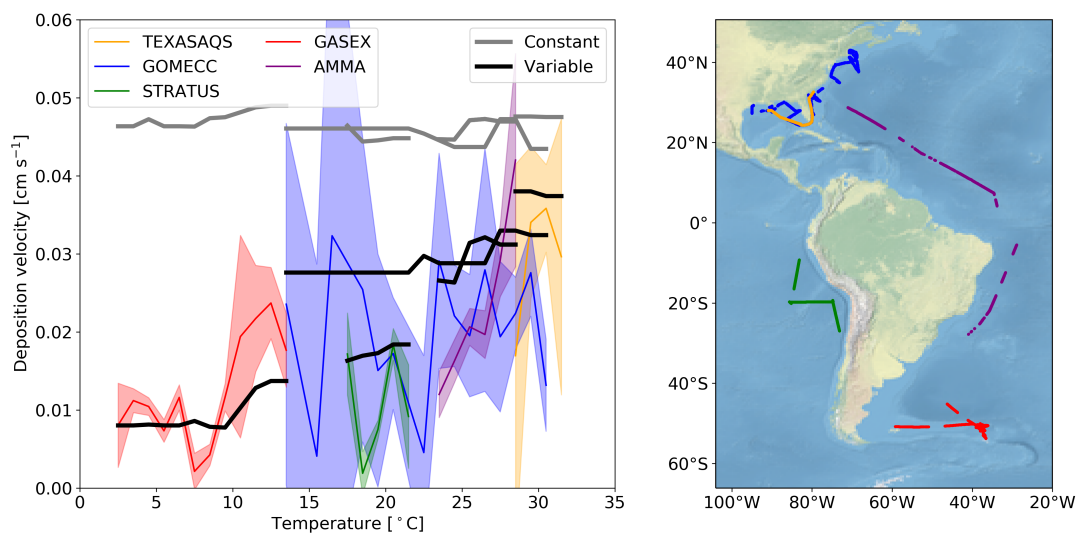 0.06
0.05
0.04
0.03
0.02
0.01
0.00
Deposition velocity [cm s⁻¹]
TEXASAQS
GOMECC
STRATUS
GASEX
AMMA
Constant
Variable
0 5 10 15 20 25 30 35
Temperature [°C]
40°N
20°N
0°
20°S
40°S
60°S
100°W 80°W 60°W 40°W 20°W